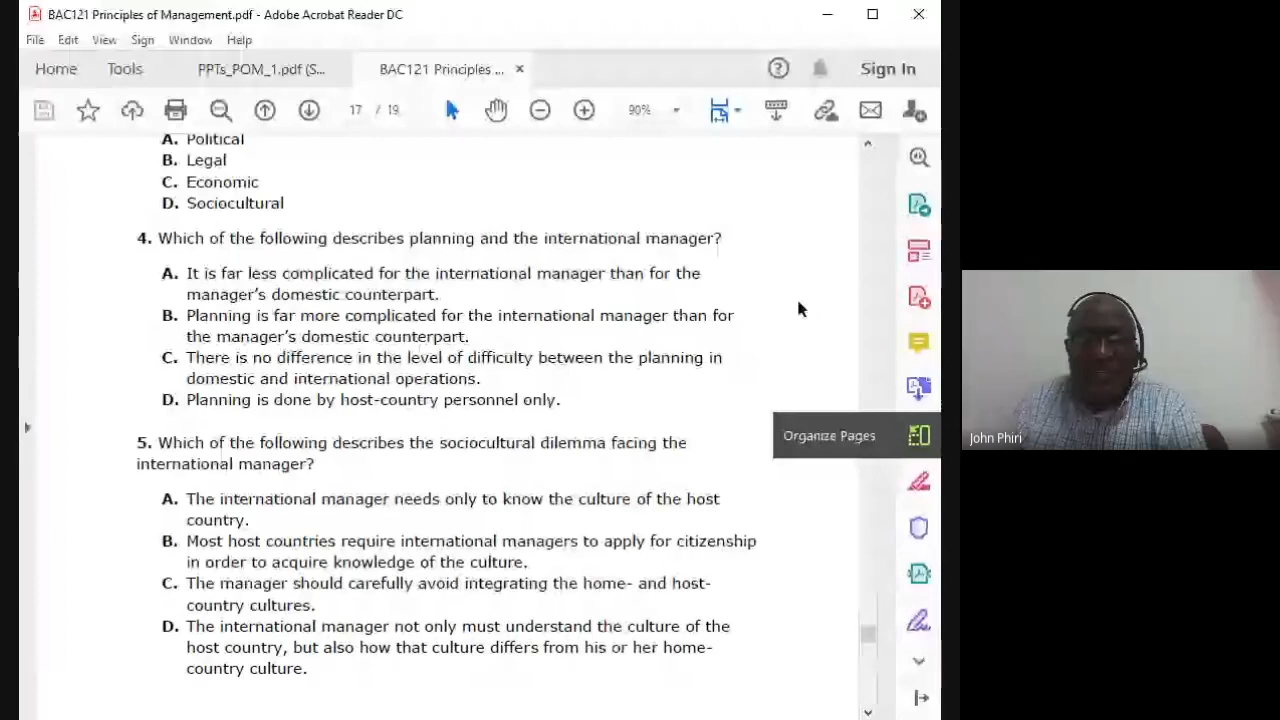 BAC121 Principles of Management.pdf - Adobe Acrobat Reader DC
File Edit View Sign Window Help
Home Tools PPTs_POM_1.pdf (S... BAC121 Principles ... × Sign In
17 / 19 90%
A. Political
B. Legal
C. Economic
D. Sociocultural
4. Which of the following describes planning and the international manager?
A. It is far less complicated for the international manager than for the
manager's domestic counterpart.
B. Planning is far more complicated for the international manager than for
the manager's domestic counterpart.
C. There is no difference in the level of difficulty between the planning in
domestic and international operations.
D. Planning is done by host-country personnel only.
Organize Pages
5. Which of the following describes the sociocultural dilemma facing the
international manager?
A. The international manager needs only to know the culture of the host
country.
B. Most host countries require international managers to apply for citizenship
in order to acquire knowledge of the culture.
C. The manager should carefully avoid integrating the home- and host-
country cultures.
D. The international manager not only must understand the culture of the
host country, but also how that culture differs from his or her home-
country culture.
John Phiri